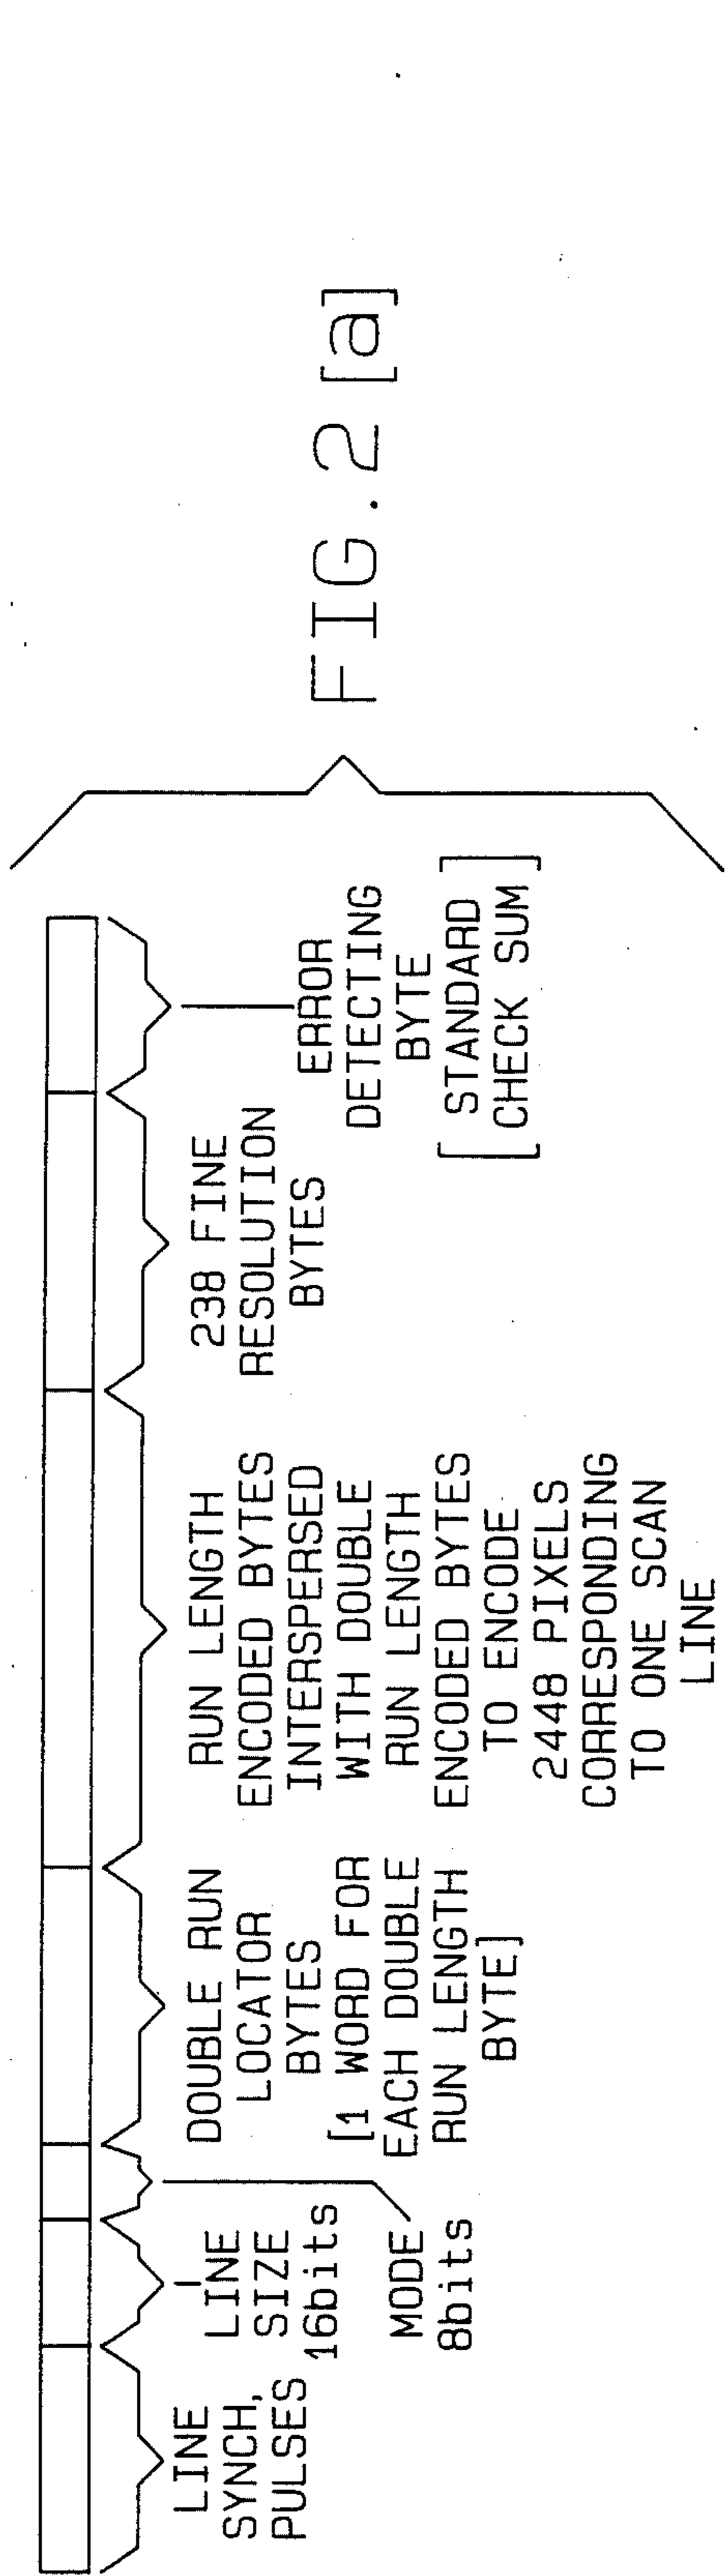 LINE
SYNCH,
PULSES
LINE
SIZE
16bits
MODE
8bits
DOUBLE RUN
LOCATOR
BYTES
[1 WORD FOR
EACH DOUBLE
RUN LENGTH
BYTE]
RUN LENGTH
ENCODED BYTES
INTERSPERSED
WITH DOUBLE
RUN LENGTH
ENCODED BYTES
TO ENCODE
2448 PIXELS
CORRESPONDING
TO ONE SCAN
LINE
238 FINE
RESOLUTION
BYTES
ERROR
DETECTING
BYTE
[STANDARD
CHECK SUM]
FIG.2[a]